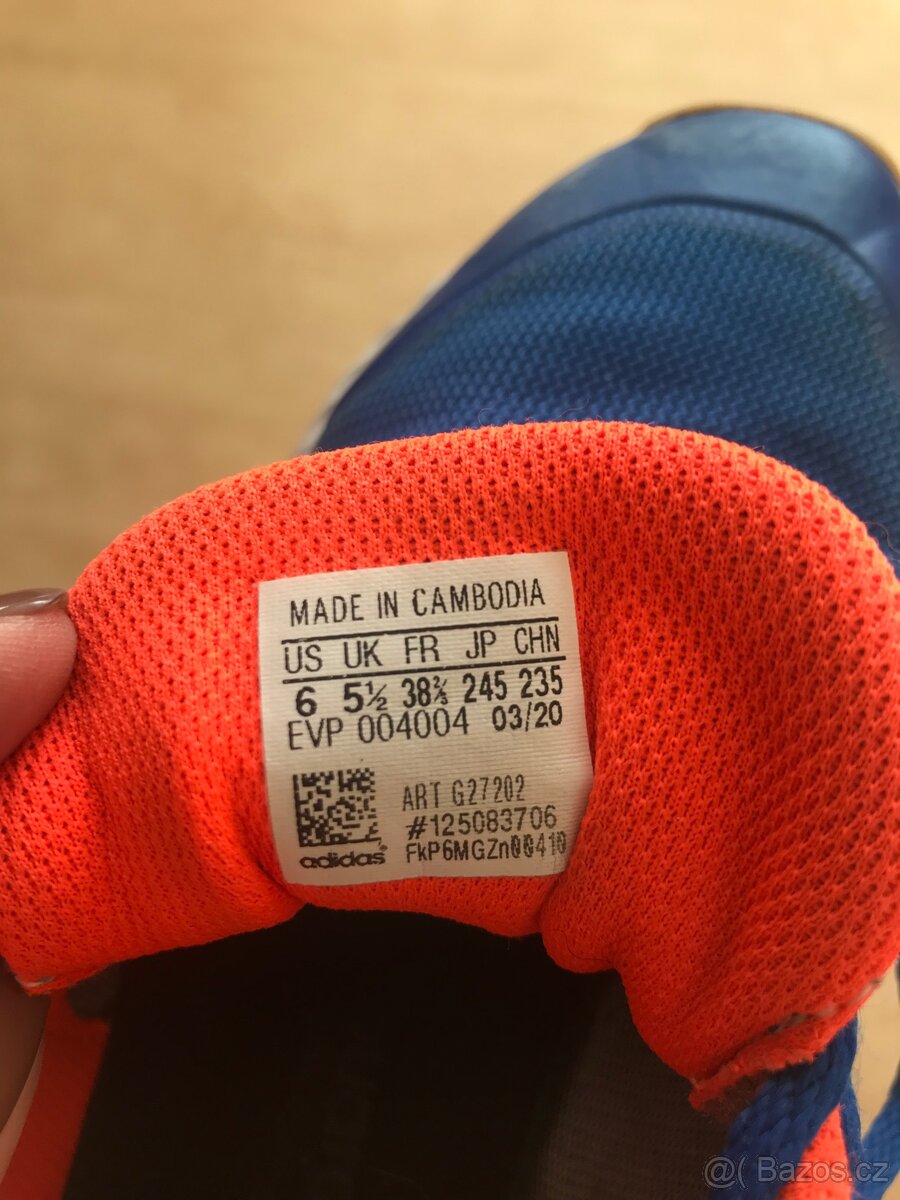 MADE IN CAMBODIA
US UK FR JP CHN
6 5½ 38⅔ 245 235
EVP 004004 03/20
ART G27202
#125083706
adidas® FkP6MGZn00410
@( Bazos.cz